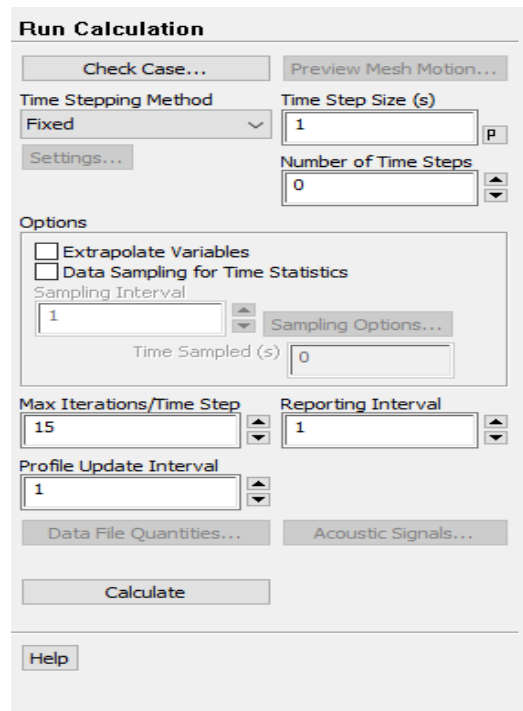 Run Calculation
Check Case... Preview Mesh Motion...
Time Stepping Method Time Step Size (s)
Fixed 1 P
Settings... Number of Time Steps
0
Options
Extrapolate Variables
Data Sampling for Time Statistics
Sampling Interval
1 Sampling Options...
Time Sampled (s) 0
Max Iterations/Time Step Reporting Interval
15 1
Profile Update Interval
1
Data File Quantities... Acoustic Signals...
Calculate
Help